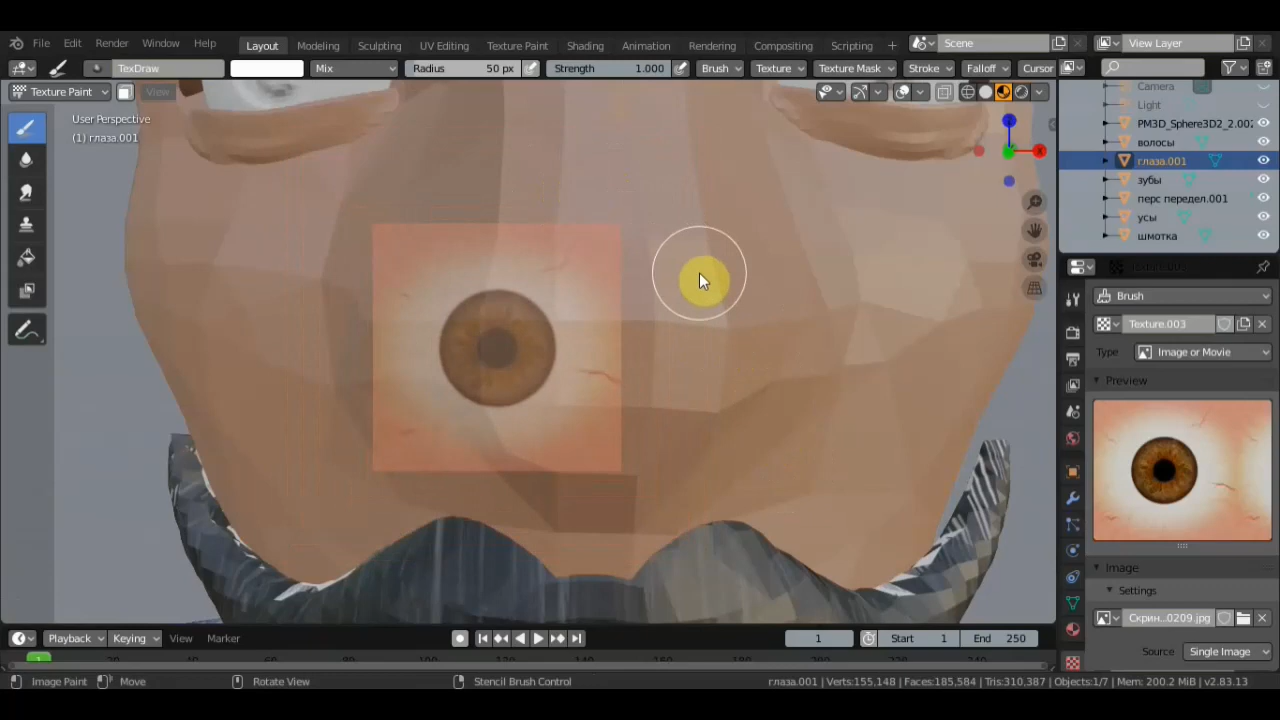 File Edit Render Window Help Layout Modeling Sculpting UV Editing Texture Paint Shading Animation Rendering Compositing Scripting + Scene View Layer
TexDraw Mix Radius 50 px Strength 1.000 Brush Texture Texture Mask Stroke Falloff Cursor
Texture Paint View
User Perspective
(1) глаза.001
X
Camera
Light
PM3D_Sphere3D2_2.002
волосы
глаза.001
зубы
перс передел.001
усы
шмотка
Brush
Texture.003
Type Image or Movie
Preview
Image
Settings
Скрин...0209.jpg
Source Single Image
Playback Keying View Marker 1 Start 1 End 250
1
Image Paint Move Rotate View Stencil Brush Control глаза.001 | Verts:155,148 | Faces:185,584 | Tris:310,387 | Objects:1/7 | Mem: 200.2 MiB | v2.83.13